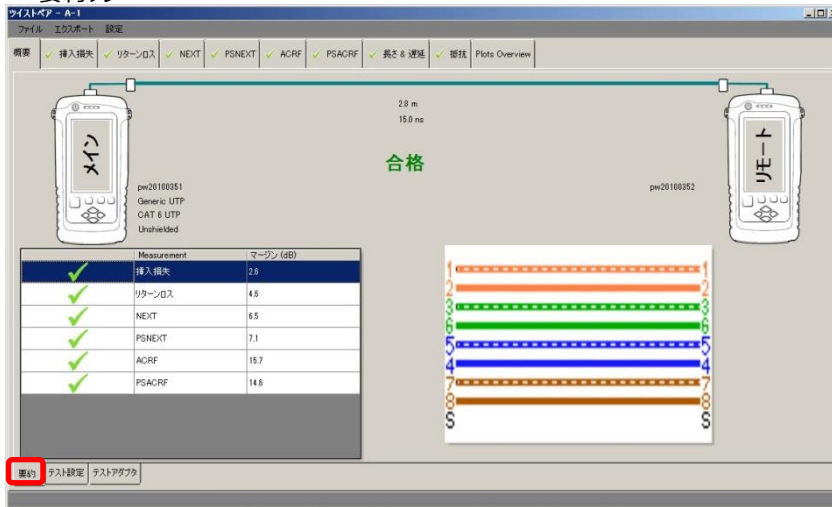 ツイストペア - A-1
ファイル エクスポート 設定
概要 挿入損失 リターンロス NEXT PSNEXT ACRF PSACRF 長さ & 遅延 抵抗 Plots Overview
2.8 m
15.0 ns
メイン
合格
リモート
pw20100351
pw20100352
Generic UTP
CAT 6 UTP
Unshielded
Measurement マージン (dB)
挿入損失 2.6
リターンロス 4.6
NEXT 6.5
PSNEXT 7.1
ACRF 15.7
PSACRF 14.6
1 1
2 2
3 3
6 6
5 5
4 4
7 7
8 8
S S
要約 テスト設定 テストアダプタ